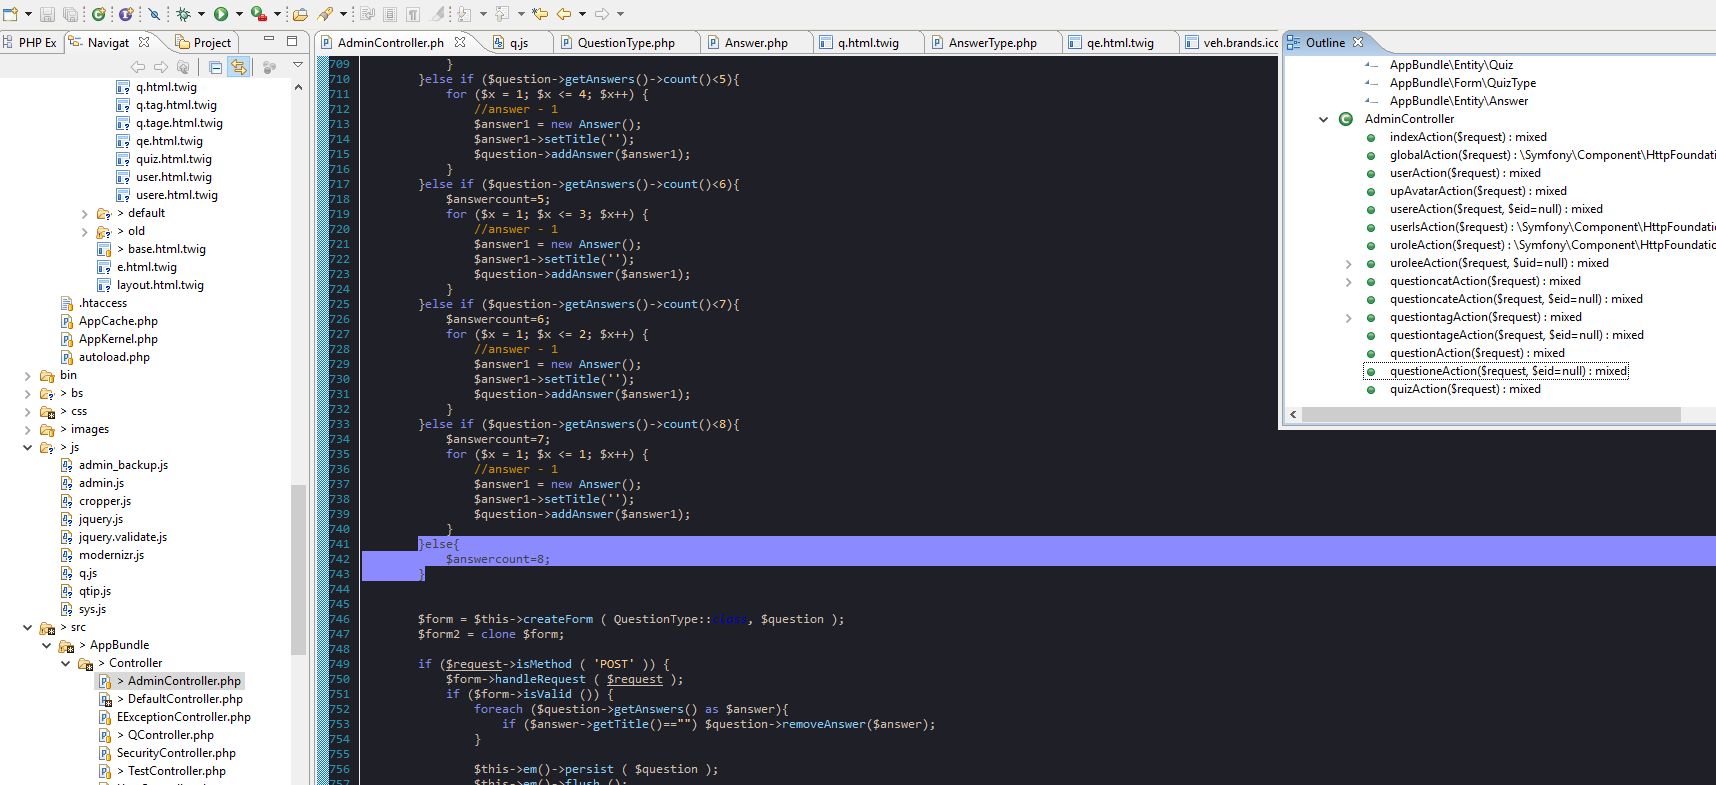 PHP Ex
Navigat
Project
q.html.twig
q.tag.html.twig
q.tage.html.twig
qe.html.twig
quiz.html.twig
user.html.twig
usere.html.twig
> default
> old
> base.html.twig
e.html.twig
layout.html.twig
.htaccess
AppCache.php
AppKernel.php
autoload.php
bin
> bs
> css
> images
> js
admin_backup.js
admin.js
cropper.js
jquery.js
jquery.validate.js
modernizr.js
q.js
qtip.js
sys.js
> src
> AppBundle
> Controller
> AdminController.php
> DefaultController.php
EExceptionController.php
> QController.php
SecurityController.php
> TestController.php
AdminController.ph
q.js
QuestionType.php
Answer.php
q.html.twig
AnswerType.php
qe.html.twig
veh.brands.icc
709 }
710 }else if ($question->getAnswers()->count()<5){
711 for ($x = 1; $x <= 4; $x++) {
712 //answer - 1
713 $answer1 = new Answer();
714 $answer1->setTitle('');
715 $question->addAnswer($answer1);
716 }
717 }else if ($question->getAnswers()->count()<6){
718 $answercount=5;
719 for ($x = 1; $x <= 3; $x++) {
720 //answer - 1
721 $answer1 = new Answer();
722 $answer1->setTitle('');
723 $question->addAnswer($answer1);
724 }
725 }else if ($question->getAnswers()->count()<7){
726 $answercount=6;
727 for ($x = 1; $x <= 2; $x++) {
728 //answer - 1
729 $answer1 = new Answer();
730 $answer1->setTitle('');
731 $question->addAnswer($answer1);
732 }
733 }else if ($question->getAnswers()->count()<8){
734 $answercount=7;
735 for ($x = 1; $x <= 1; $x++) {
736 //answer - 1
737 $answer1 = new Answer();
738 $answer1->setTitle('');
739 $question->addAnswer($answer1);
740 }
741 }else{
742 $answercount=8;
743 }
744
745
746 $form = $this->createForm ( QuestionType::class, $question );
747 $form2 = clone $form;
748
749 if ($request->isMethod ( 'POST' )) {
750 $form->handleRequest ( $request );
751 if ($form->isValid ()) {
752 foreach ($question->getAnswers() as $answer){
753 if ($answer->getTitle()=="") $question->removeAnswer($answer);
754 }
755
756 $this->em()->persist ( $question );
757 $this->em()->flush ();
Outline
AppBundle\Entity\Quiz
AppBundle\Form\QuizType
AppBundle\Entity\Answer
AdminController
indexAction($request) : mixed
globalAction($request) : \Symfony\Component\HttpFoundati
userAction($request) : mixed
upAvatarAction($request) : mixed
usereAction($request, $eid=null) : mixed
userlsAction($request) : \Symfony\Component\HttpFoundati
uroleAction($request) : \Symfony\Component\HttpFoundatio
uroleeAction($request, $uid=null) : mixed
questioncatAction($request) : mixed
questioncateAction($request, $eid=null) : mixed
questiontagAction($request) : mixed
questiontageAction($request, $eid=null) : mixed
questionAction($request) : mixed
questioneAction($request, $eid=null) : mixed
quizAction($request) : mixed